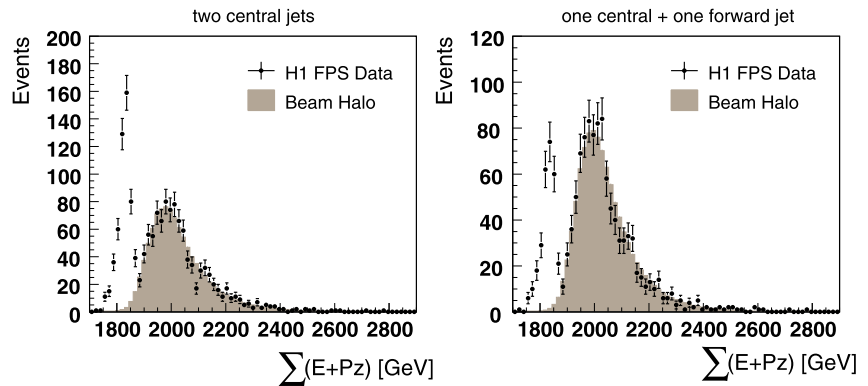 two central jets
Events
200
180
160
140
120
100
80
60
40
20
0
1800 2000 2200 2400 2600 2800
H1 FPS Data
Beam Halo
∑(E+Pz) [GeV]
one central + one forward jet
Events
120
100
80
60
40
20
0
1800 2000 2200 2400 2600 2800
H1 FPS Data
Beam Halo
∑(E+Pz) [GeV]